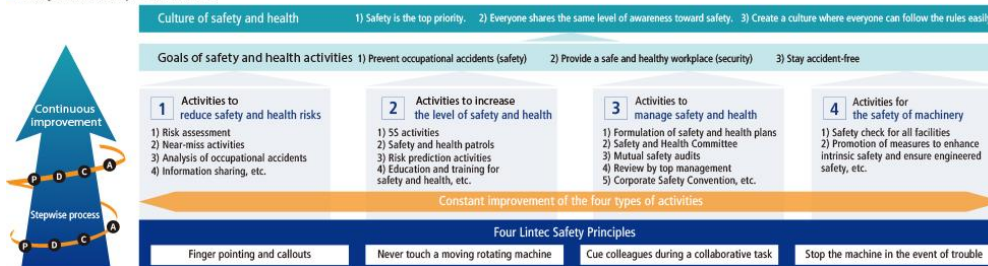 Culture of safety and health
1) Safety is the top priority. 2) Everyone shares the same level of awareness toward safety. 3) Create a culture where everyone can follow the rules easily
Goals of safety and health activities
1) Prevent occupational accidents (safety) 2) Provide a safe and healthy workplace (security) 3) Stay accident-free
Continuous
improvement
P D C A
Stepwise process
P D C A
1
Activities to
reduce safety and health risks
1) Risk assessment
2) Near-miss activities
3) Analysis of occupational accidents
4) Information sharing, etc.
2
Activities to increase
the level of safety and health
1) 5S activities
2) Safety and health patrols
3) Risk prediction activities
4) Education and training for
safety and health, etc.
3
Activities to
manage safety and health
1) Formulation of safety and health plans
2) Safety and Health Committee
3) Mutual safety audits
4) Review by top management
5) Corporate Safety Convention, etc.
4
Activities for
the safety of machinery
1) Safety check for all facilities
2) Promotion of measures to enhance
intrinsic safety and ensure engineered
safety, etc.
Constant improvement of the four types of activities
Four Lintec Safety Principles
Finger pointing and callouts
Never touch a moving rotating machine
Cue colleagues during a collaborative task
Stop the machine in the event of trouble